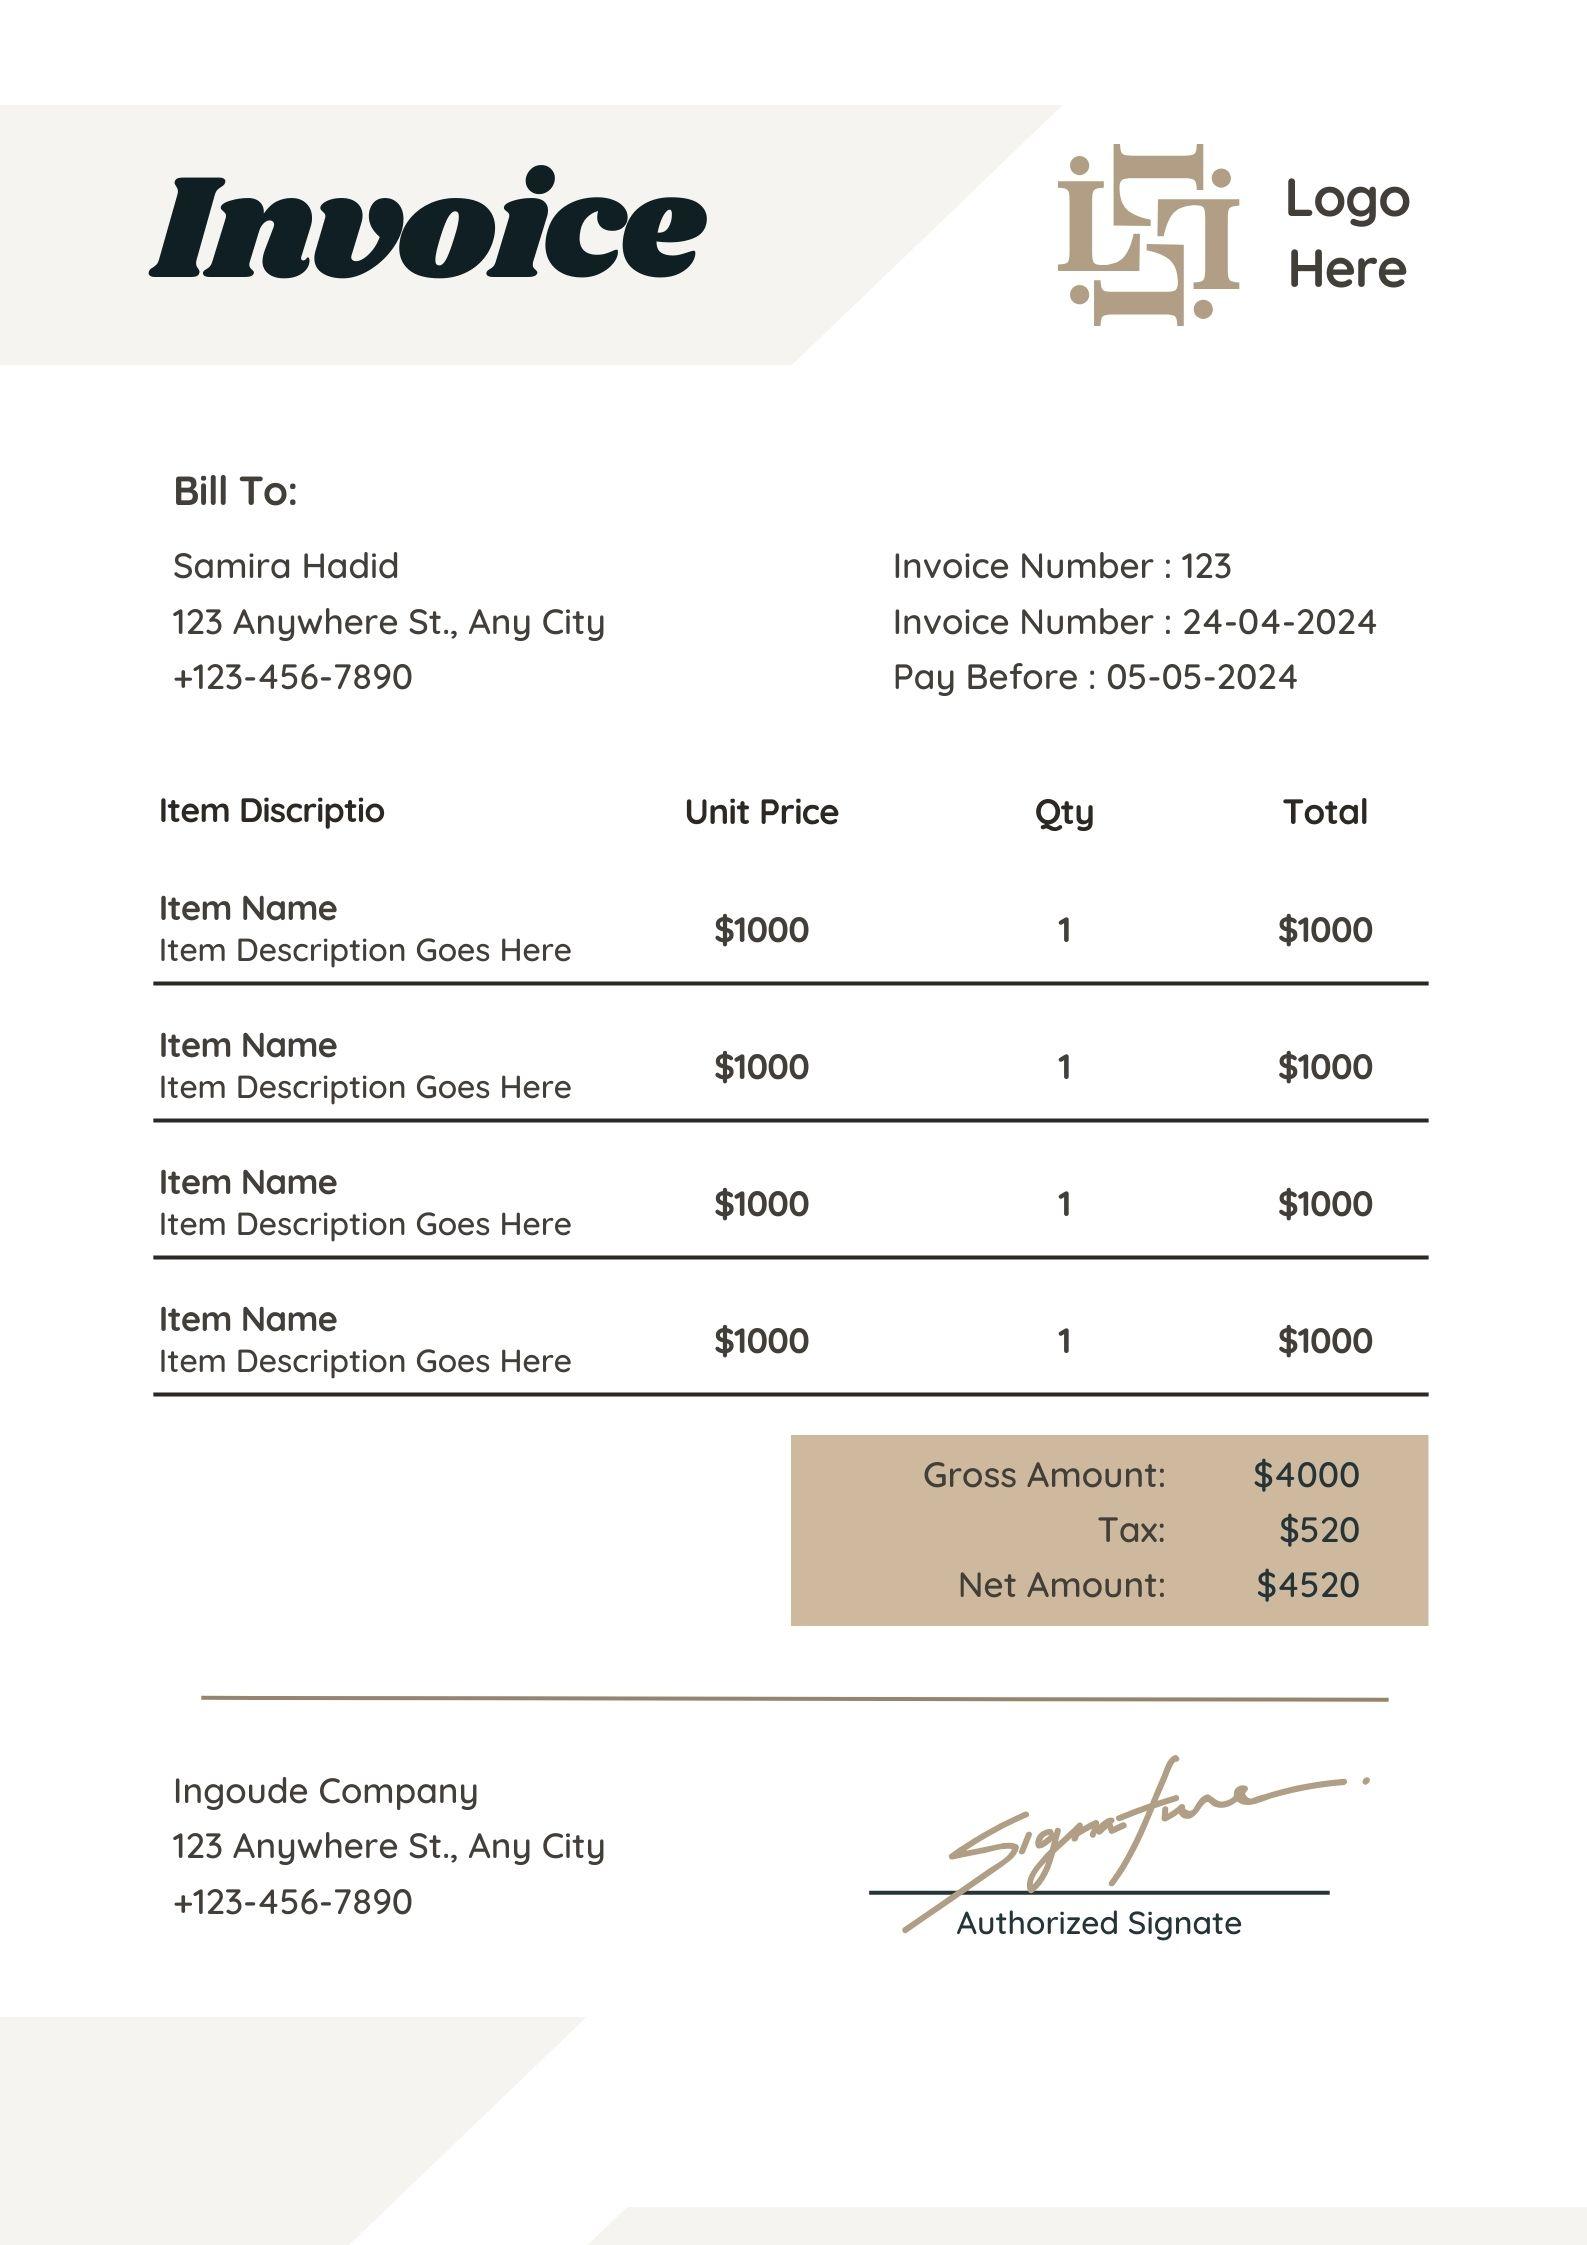 Invoice
Logo
Here
Bill To:
Samira Hadid
123 Anywhere St., Any City
+123-456-7890
Invoice Number : 123
Invoice Number : 24-04-2024
Pay Before : 05-05-2024
Item Discriptio Unit Price Qty Total
Item Name
Item Description Goes Here
$1000 1 $1000
Item Name
Item Description Goes Here
$1000 1 $1000
Item Name
Item Description Goes Here
$1000 1 $1000
Item Name
Item Description Goes Here
$1000 1 $1000
Gross Amount: $4000
Tax: $520
Net Amount: $4520
Ingoude Company
123 Anywhere St., Any City
+123-456-7890
Signature
Authorized Signate